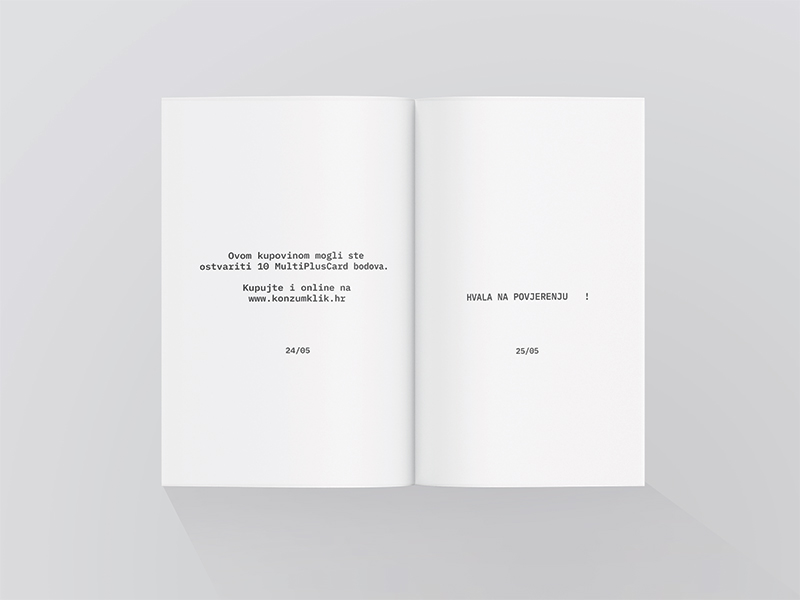 Ovom kupovinom mogli ste
ostvariti 10 MultiPlusCard bodova.
Kupujte i online na
www.konzumklik.hr
24/05
HVALA NA POVJERENJU !
25/05